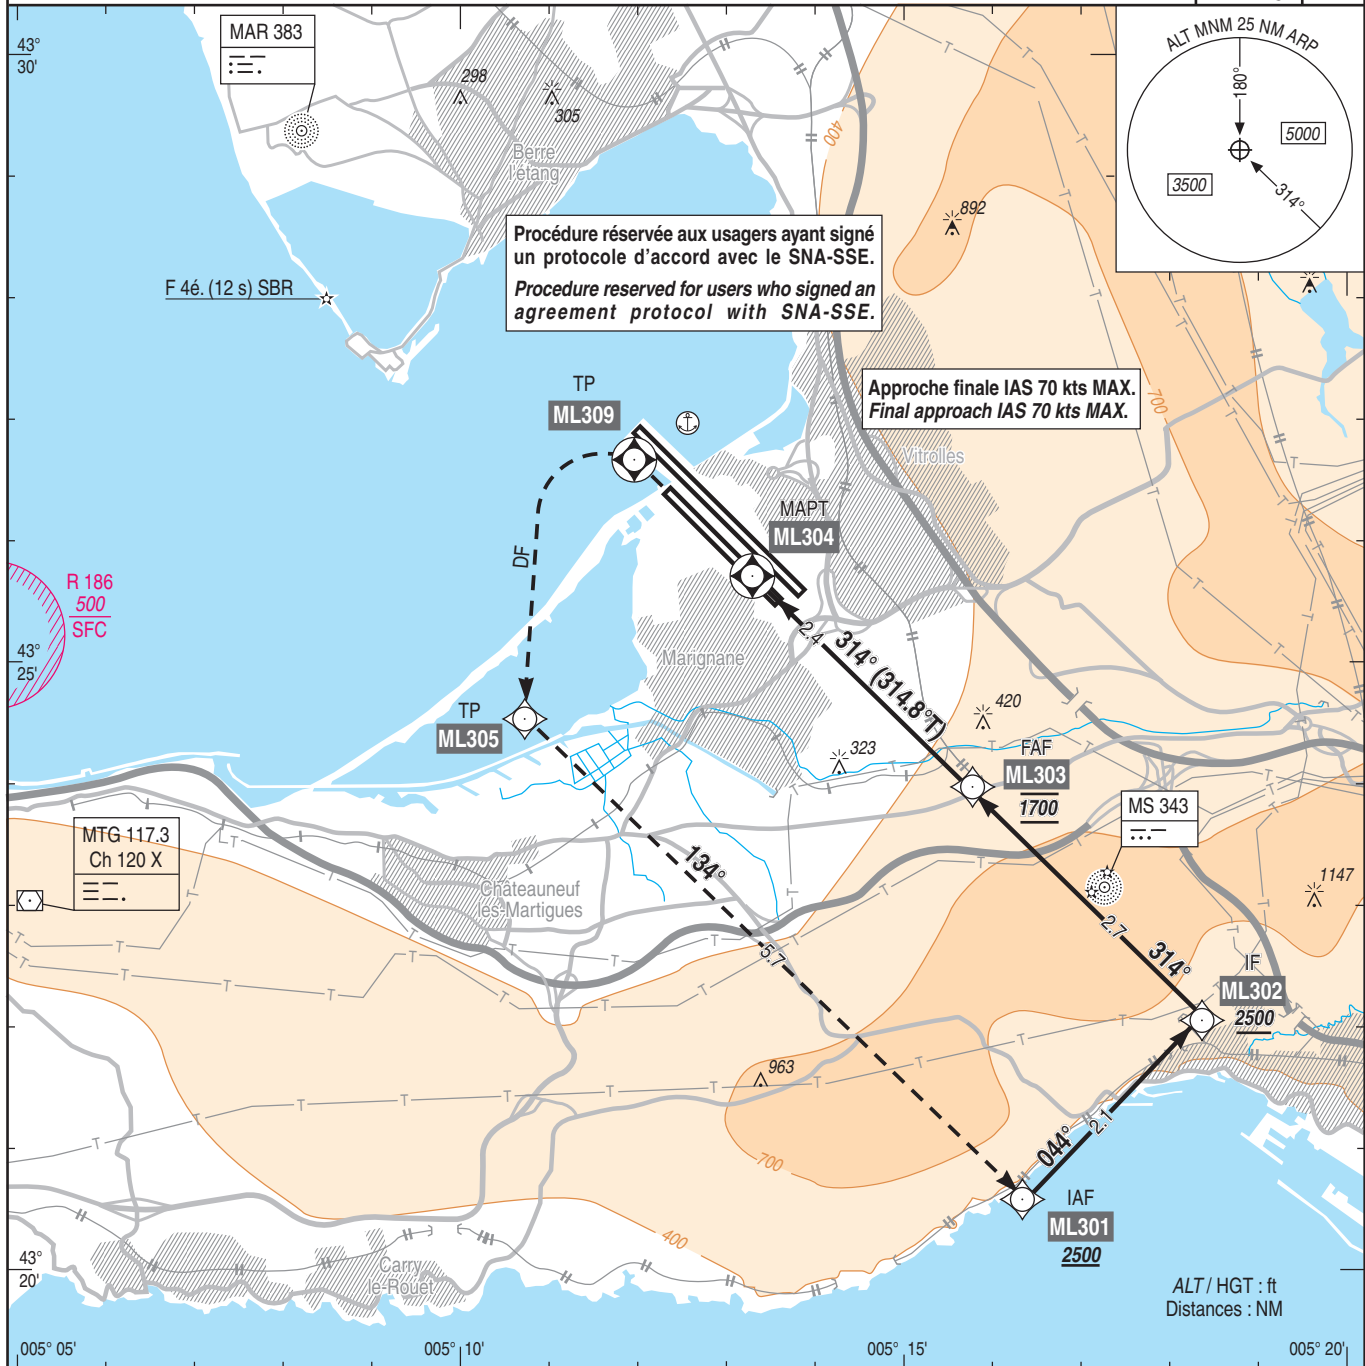 43°
30'
MAR 383
298
305
Berre
l'étang
400
892
ALT MNM 25 NM ARP
180°
5000
3500
314°
Procédure réservée aux usagers ayant signé
un protocole d'accord avec le SNA-SSE.
Procedure reserved for users who signed an
agreement protocol with SNA-SSE.
F 4é. (12 s) SBR
Approche finale IAS 70 kts MAX.
Final approach IAS 70 kts MAX.
700
TP
ML309
Vitrolles
MAPT
ML304
DF
R 186
500
SFC
43°
25'
2.4
314° (314.8°T)
Marignane
TP
ML305
420
323
FAF
ML303
1700
MS 343
MTG 117.3
Ch 120 X
134°
Châteauneuf
les-Martigues
1147
2.7
314°
5.7
IF
ML302
2500
963
044°
2.1
700
IAF
ML301
2500
400
43°
20'
Carry
le-Rouet
ALT / HGT : ft
Distances : NM
005° 05'
005° 10'
005° 15'
005° 20'